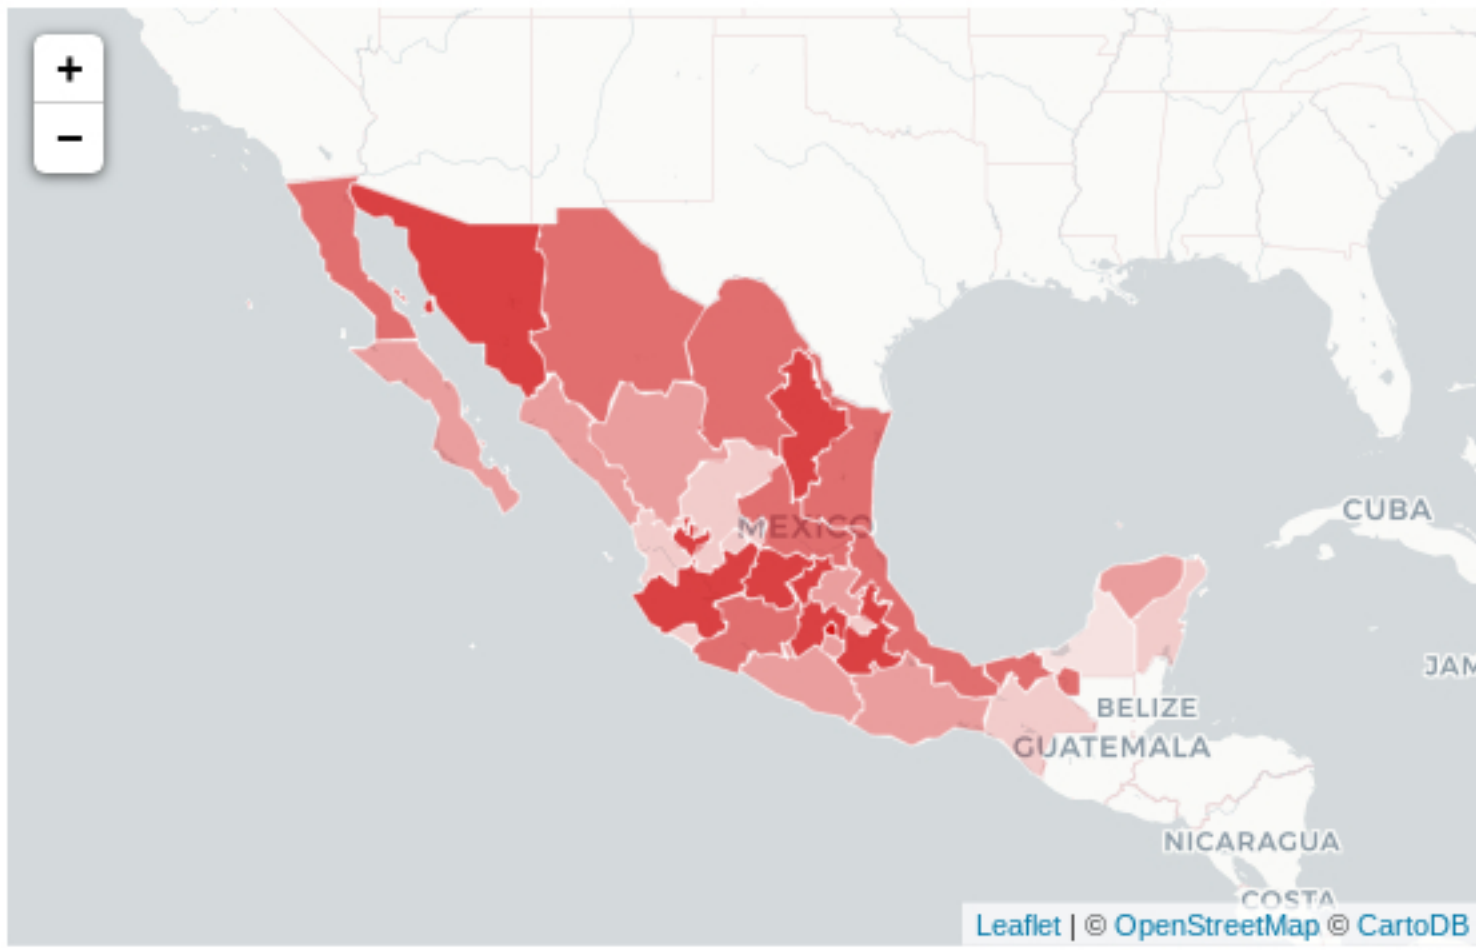 +
−
MEXICO
CUBA
JAM
BELIZE
GUATEMALA
NICARAGUA
COSTA
Leaflet | © OpenStreetMap © CartoDB